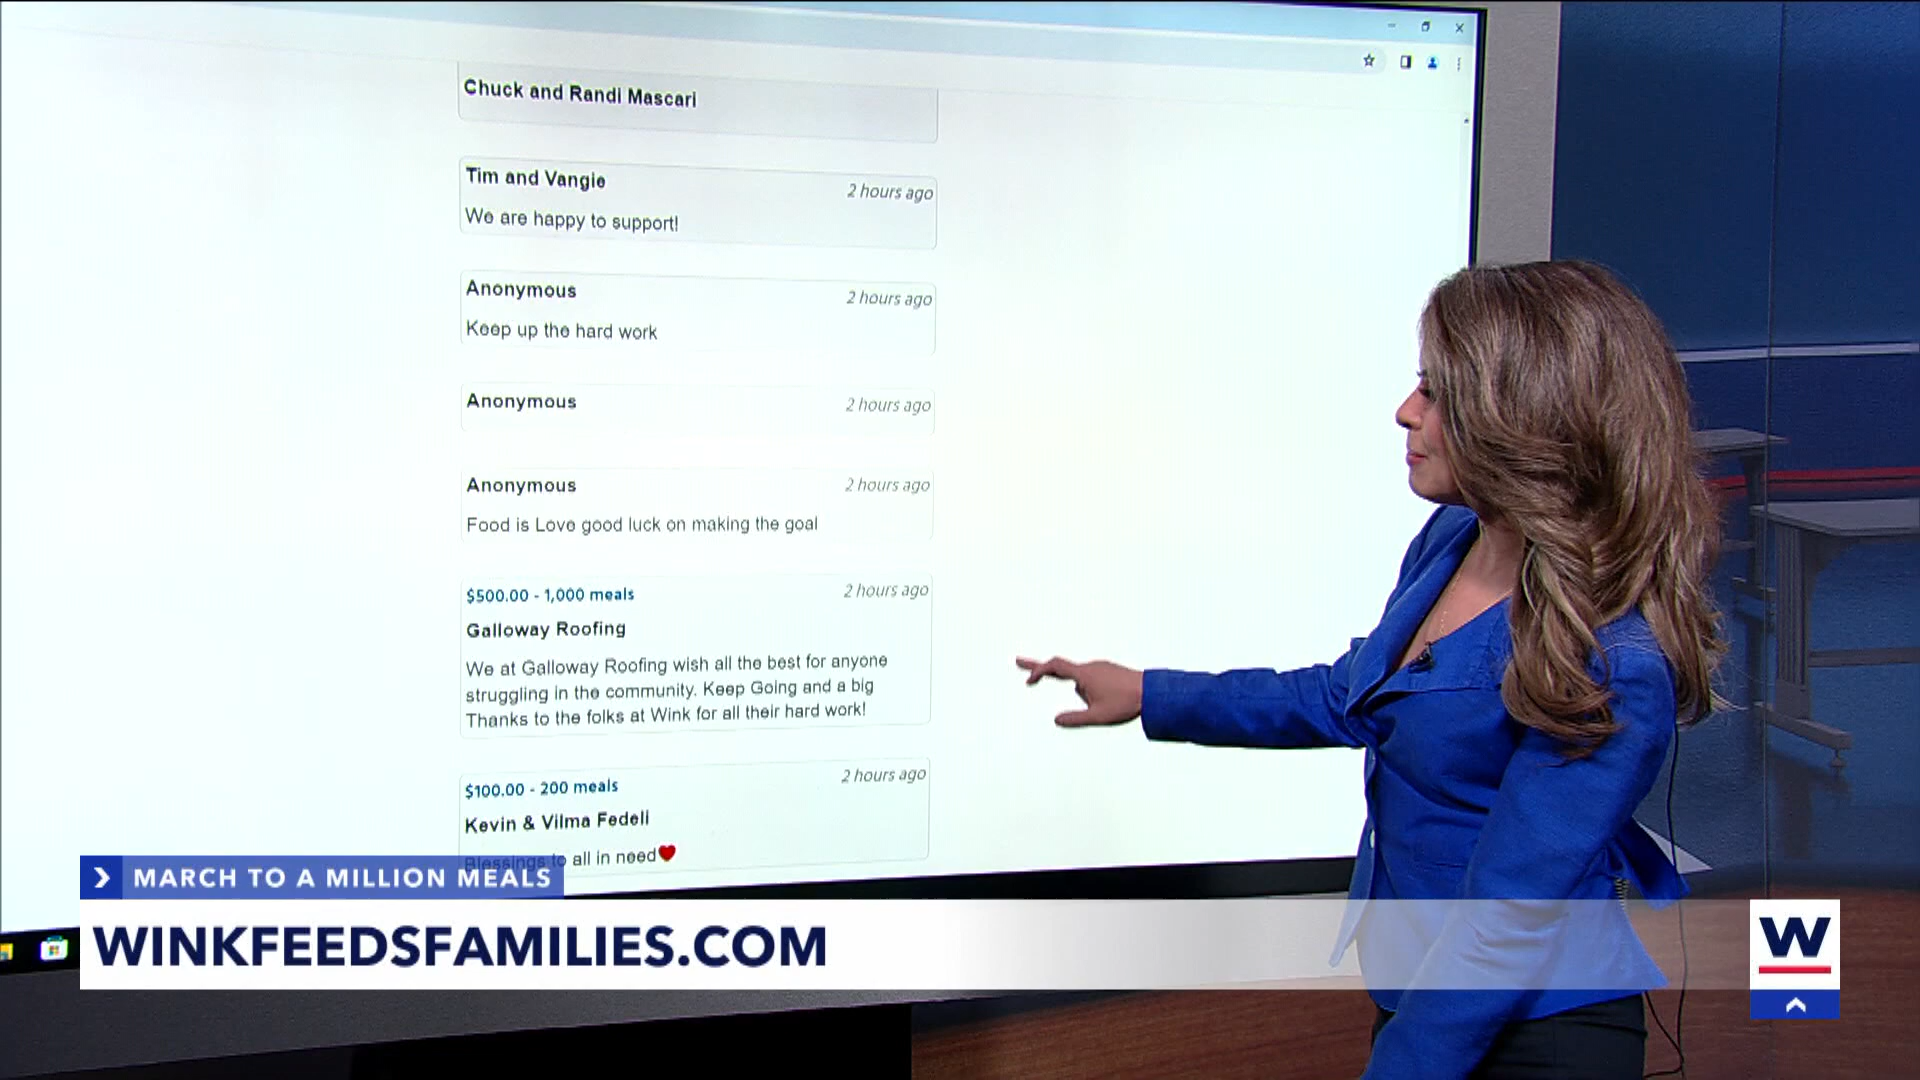 Chuck and Randi Mascari
Tim and Vangie
2 hours ago
We are happy to support!
Anonymous
2 hours ago
Keep up the hard work
Anonymous
2 hours ago
Anonymous
2 hours ago
Food is Love good luck on making the goal
$500.00 - 1,000 meals
2 hours ago
Galloway Roofing
We at Galloway Roofing wish all the best for anyone
struggling in the community. Keep Going and a big
Thanks to the folks at Wink for all their hard work!
$100.00 - 200 meals
2 hours ago
Kevin & Vilma Fedeli
Blessings to all in need❤
MARCH TO A MILLION MEALS
WINKFEEDSFAMILIES.COM
W